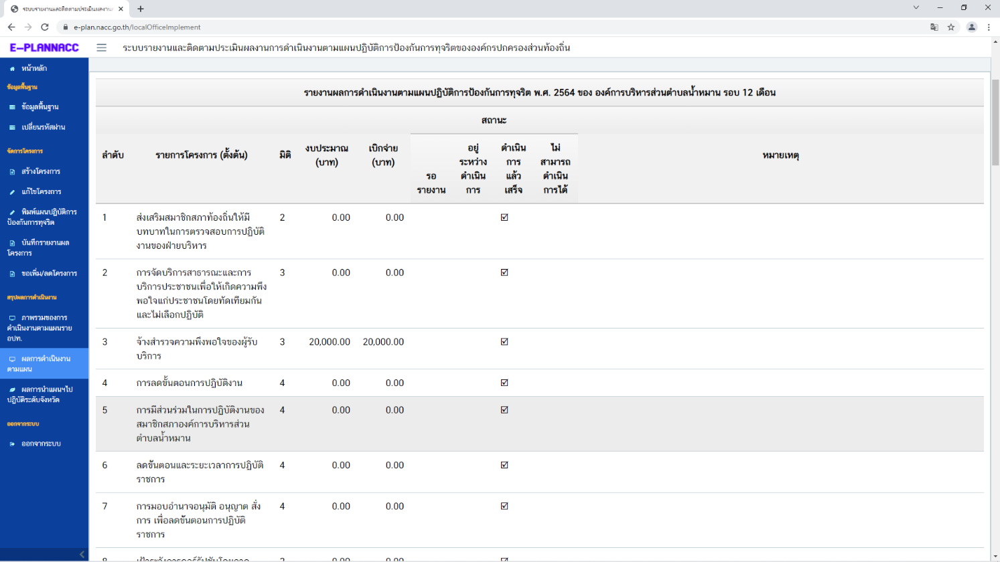 ระบบรายงานและติดตามประเมินผลงาน
e-plan.nacc.go.th/localOfficeImplement
E-PLANNACC
ระบบรายงานและติดตามประเมินผลงานการดำเนินงานตามแผนปฏิบัติการป้องกันการทุจริตขององค์กรปกครองส่วนท้องถิ่น
หน้าหลัก
ข้อมูลพื้นฐาน
ข้อมูลพื้นฐาน
เปลี่ยนรหัสผ่าน
จัดการโครงการ
สร้างโครงการ
แก้ไขโครงการ
พิมพ์แผนปฏิบัติการ
ป้องกันการทุจริต
บันทึกรายงานผล
โครงการ
ขอเพิ่ม/ลดโครงการ
สรุปผลการดำเนินงาน
ภาพรวมของการ
ดำเนินงานตามแผนราย
อปท.
ผลการดำเนินงาน
ตามแผน
ผลการนำแผนฯไป
ปฏิบัติระดับจังหวัด
ออกจากระบบ
ออกจากระบบ
รายงานผลการดำเนินงานตามแผนปฏิบัติการป้องกันการทุจริต พ.ศ. 2564 ของ องค์การบริหารส่วนตำบลน้ำหมาน รอบ 12 เดือน
สถานะ
ลำดับ
รายการโครงการ (ตั้งต้น)
มิติ
งบประมาณ
(บาท)
เบิกจ่าย
(บาท)
รอ
รายงาน
อยู่
ระหว่าง
ดำเนิน
การ
ดำเนิน
การ
แล้ว
เสร็จ
ไม่
สามารถ
ดำเนิน
การได้
หมายเหตุ
1 ส่งเสริมสมาชิกสภาท้องถิ่นให้มี 2 0.00 0.00 ☑
บทบาทในการตรวจสอบการปฏิบัติ
งานของฝ่ายบริหาร
2 การจัดบริการสาธารณะและการ 3 0.00 0.00 ☑
บริการประชาชนเพื่อให้เกิดความพึง
พอใจแก่ประชาชนโดยทัดเทียมกัน
และไม่เลือกปฏิบัติ
3 จ้างสำรวจความพึงพอใจของผู้รับ 3 20,000.00 20,000.00 ☑
บริการ
4 การลดขั้นตอนการปฏิบัติงาน 4 0.00 0.00 ☑
5 การมีส่วนร่วมในการปฏิบัติงานของ 4 0.00 0.00 ☑
สมาชิกสภาองค์การบริหารส่วน
ตำบลน้ำหมาน
6 ลดขั้นตอนและระยะเวลาการปฏิบัติ 4 0.00 0.00 ☑
ราชการ
7 การมอบอำนาจอนุมัติ อนุญาต สั่ง 4 0.00 0.00 ☑
การ เพื่อลดขั้นตอนการปฏิบัติ
ราชการ